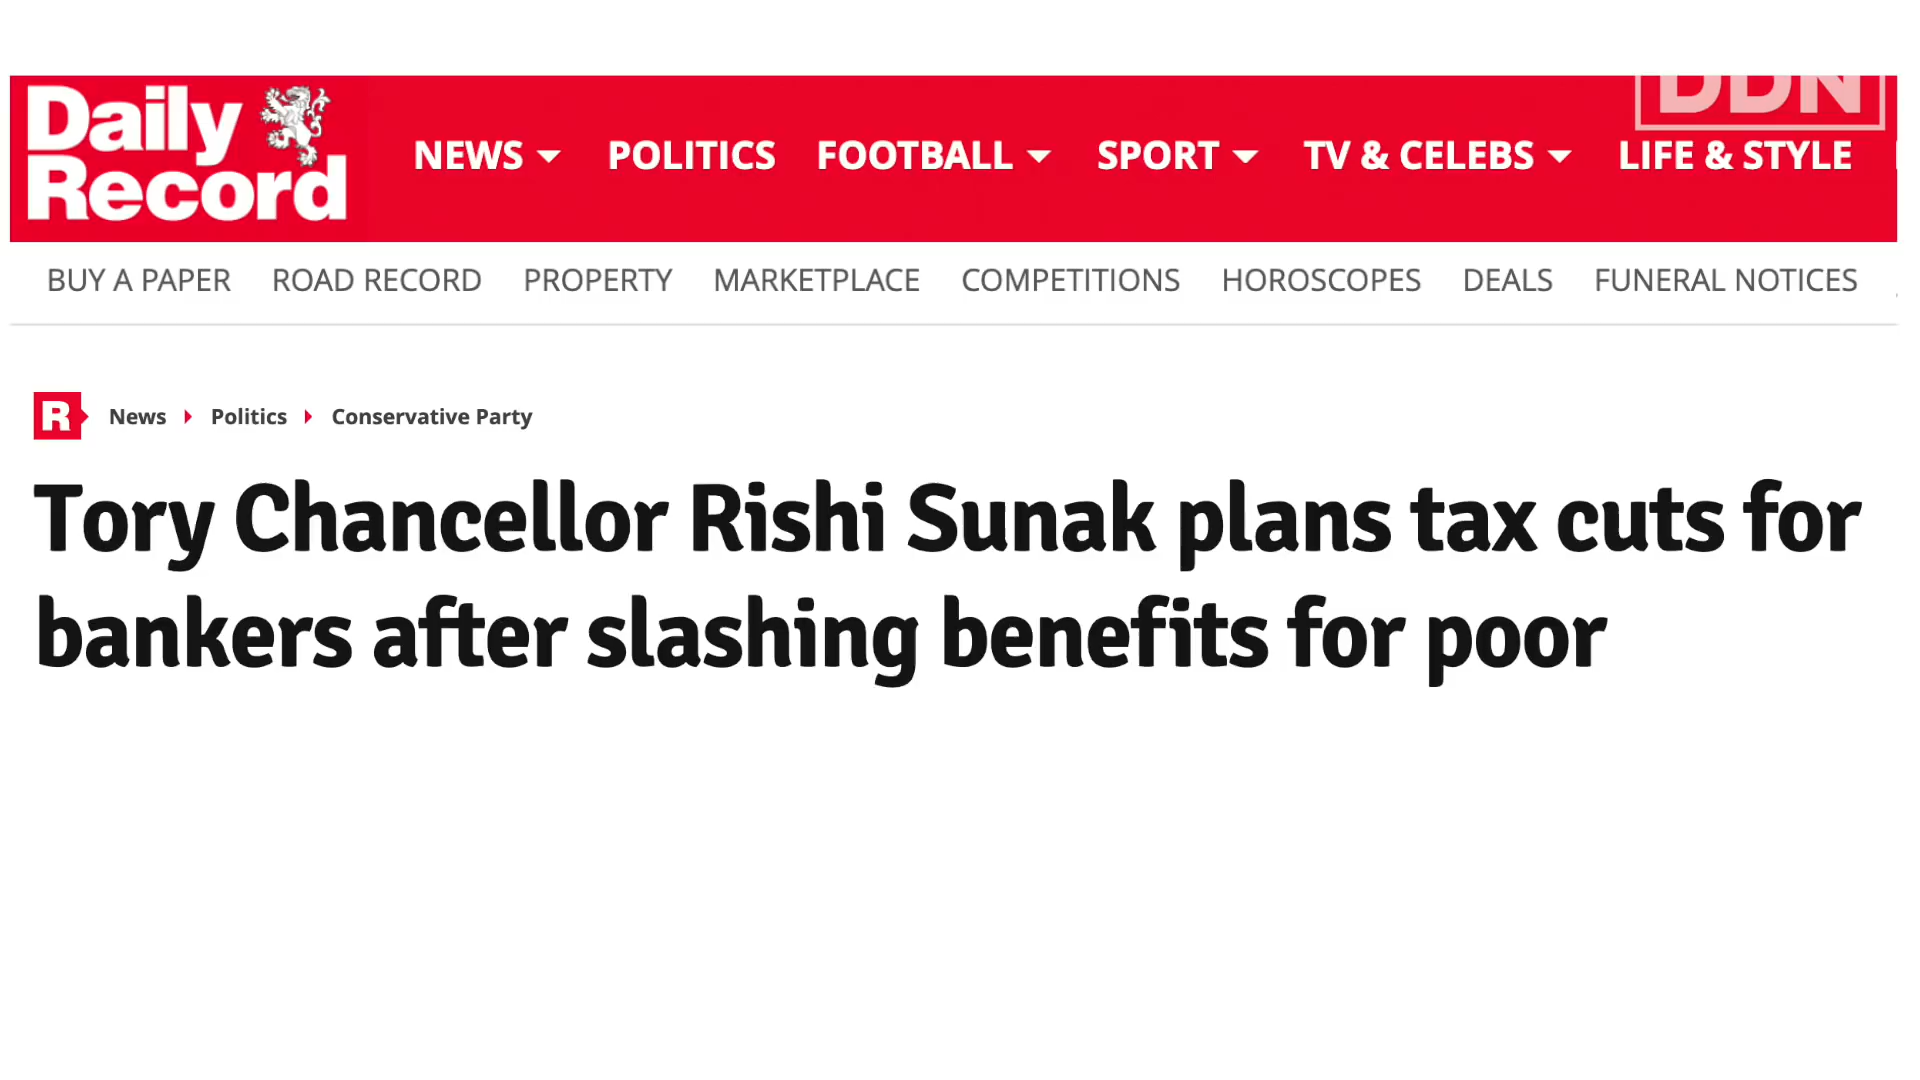 DDN
Daily
Record
NEWS POLITICS FOOTBALL SPORT TV & CELEBS LIFE & STYLE
BUY A PAPER ROAD RECORD PROPERTY MARKETPLACE COMPETITIONS HOROSCOPES DEALS FUNERAL NOTICES
R News Politics Conservative Party
Tory Chancellor Rishi Sunak plans tax cuts for
bankers after slashing benefits for poor